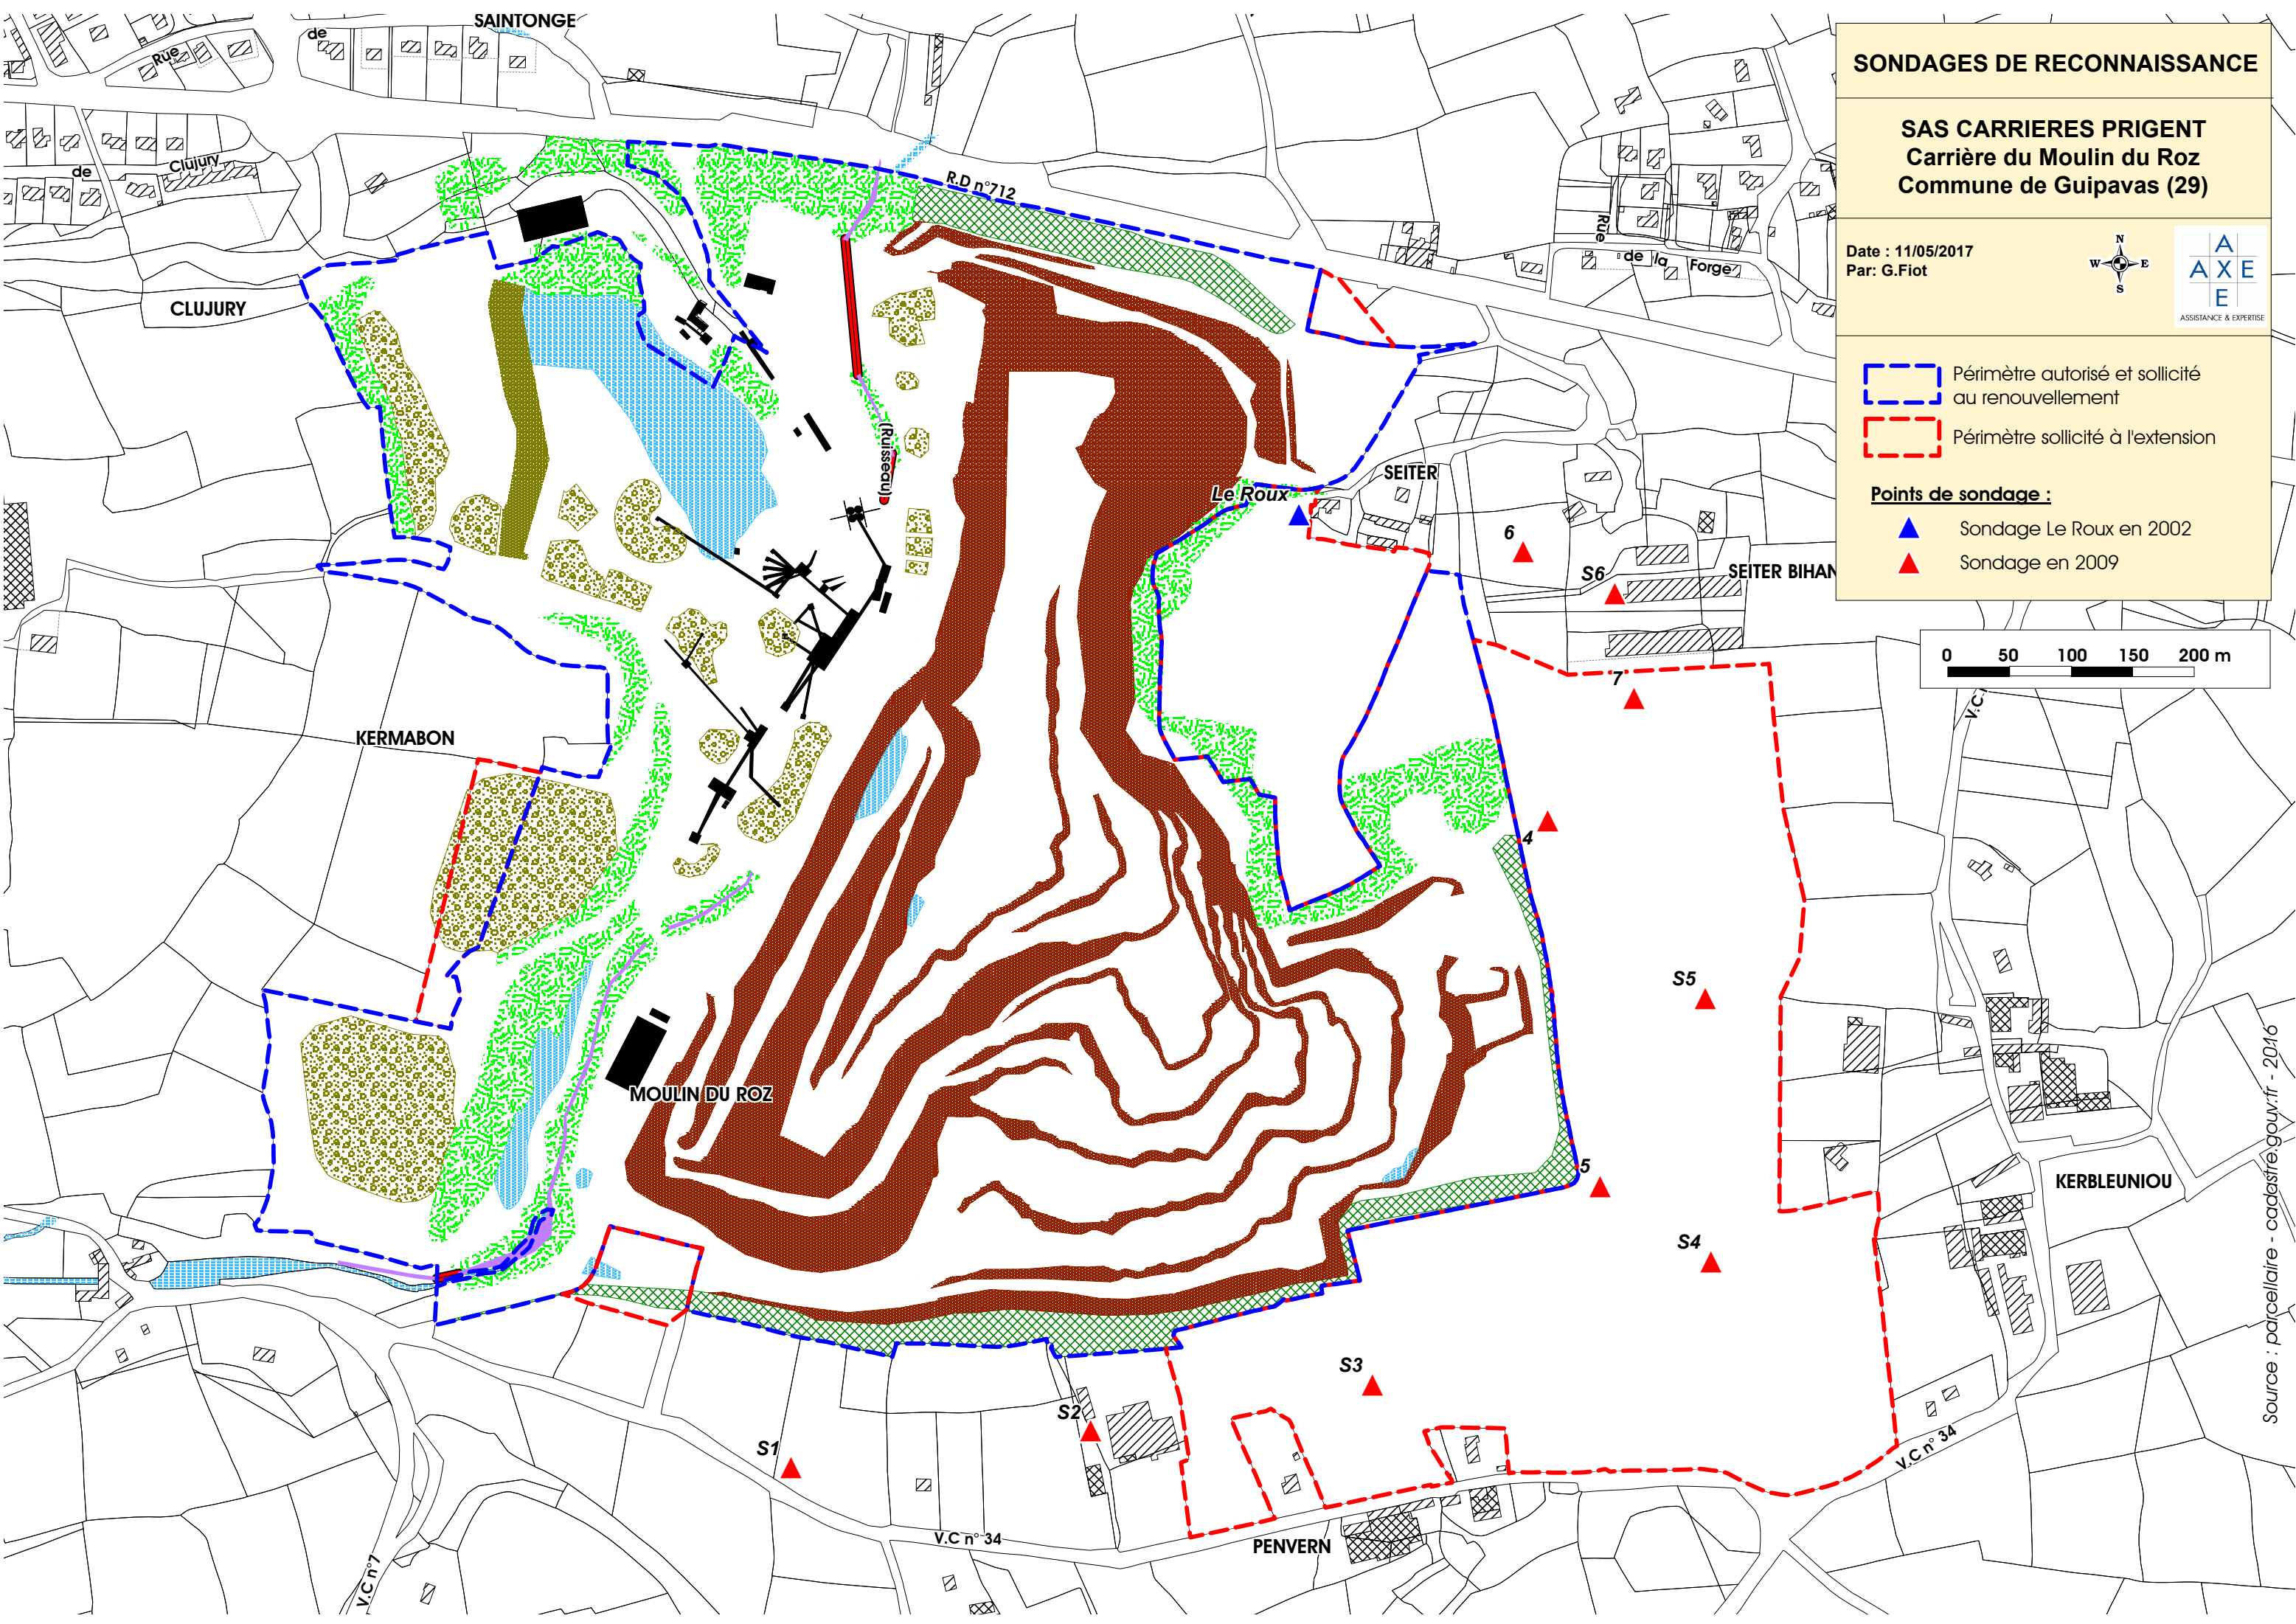 SAINTONGE
de
Rue
de
Clujury
CLUJURY
R.D n°712
SONDAGES DE RECONNAISSANCE
SAS CARRIERES PRIGENT
Carrière du Moulin du Roz
Commune de Guipavas (29)
Date : 11/05/2017
Par: G.Fiot
N
W E
S
A
A X E
E
ASSISTANCE & EXPERTISE
Périmètre autorisé et sollicité
au renouvellement
Périmètre sollicité à l'extension
Points de sondage :
Sondage Le Roux en 2002
Sondage en 2009
0 50 100 150 200 m
Rue
de la Forge
(Ruisseau)
Le Roux
SEITER
6
S6
SEITER BIHAN
7
V.C
KERMABON
4
S5
MOULIN DU ROZ
5
KERBLEUNIOU
S4
S3
S2
S1
V.C n° 34
V.C n° 34
PENVERN
V.C n°7
Source : parcellaire - cadastre.gouv.fr - 2016